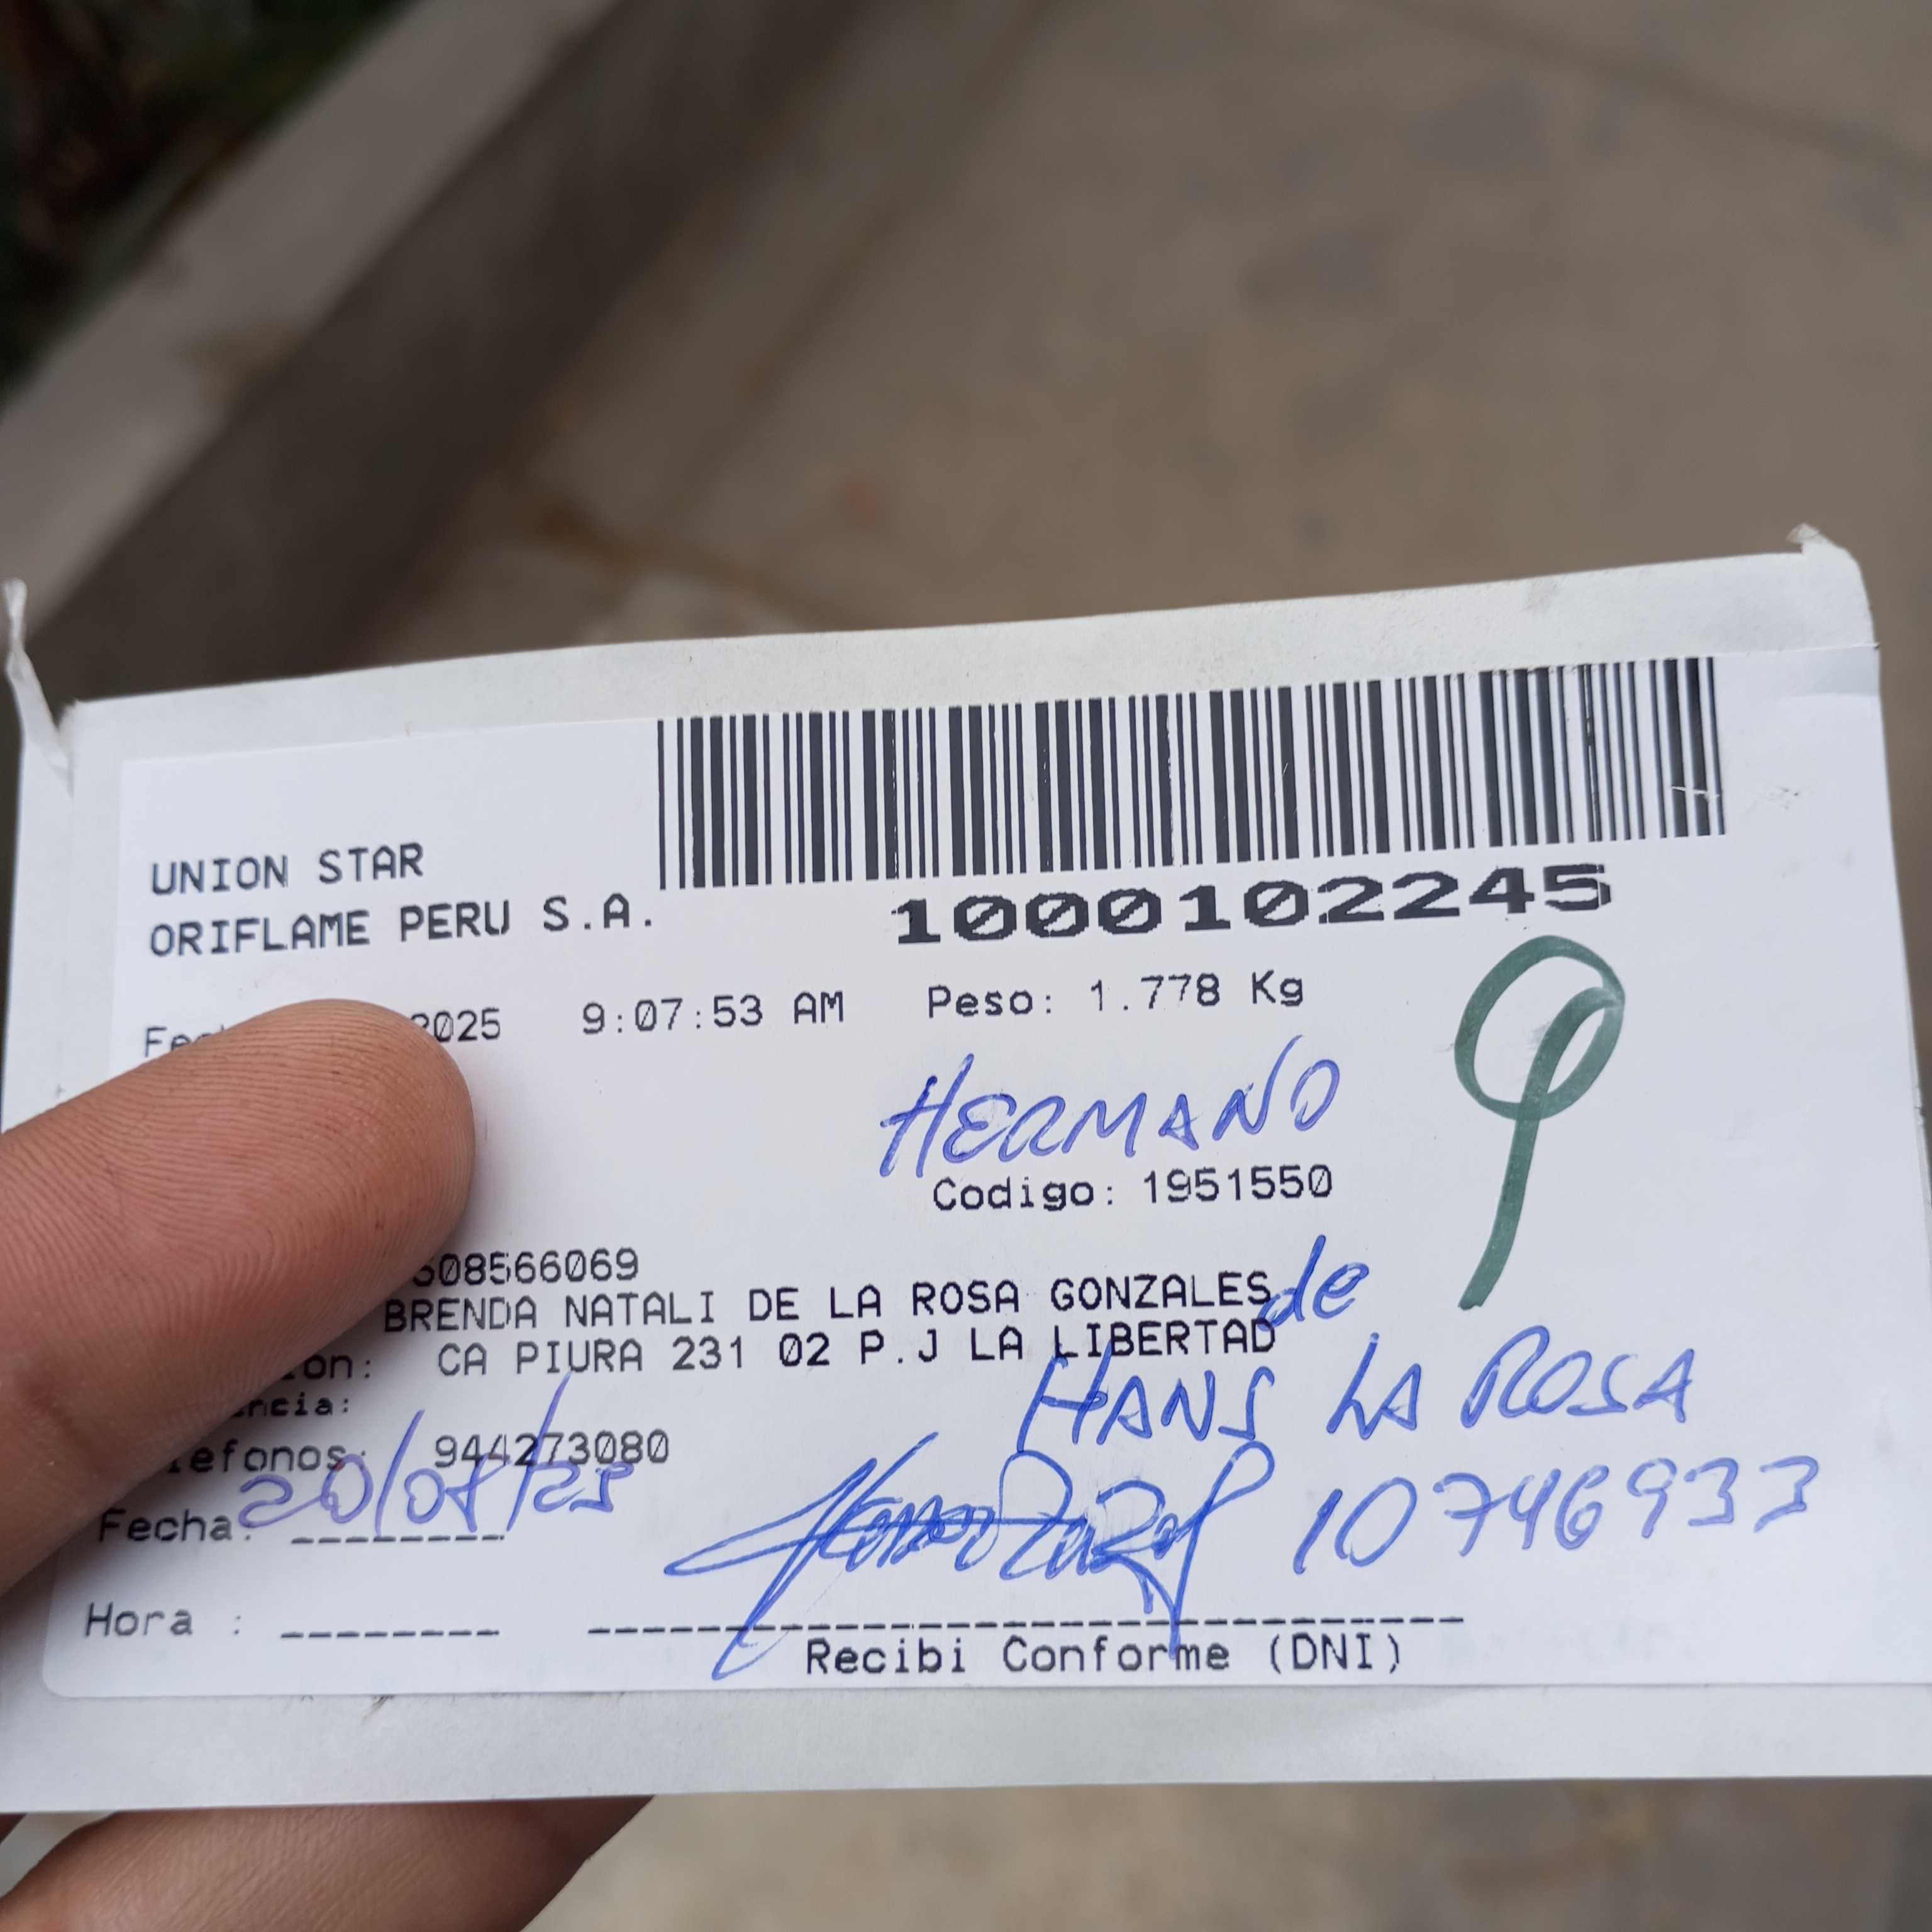 UNION STAR
ORIFLAME PERU S.A.
1000102245
2025 9:07:53 AM Peso: 1.778 Kg
9
HERMANO
Codigo: 1951550
08566069
BRENDA NATALI DE LA ROSA GONZALES
de
CA PIURA 231 02 P.J LA LIBERTAD
HANS LA ROSA
944273080
10746933
Fecha: 20/07/25
Hora :
Recibi Conforme (DNI)